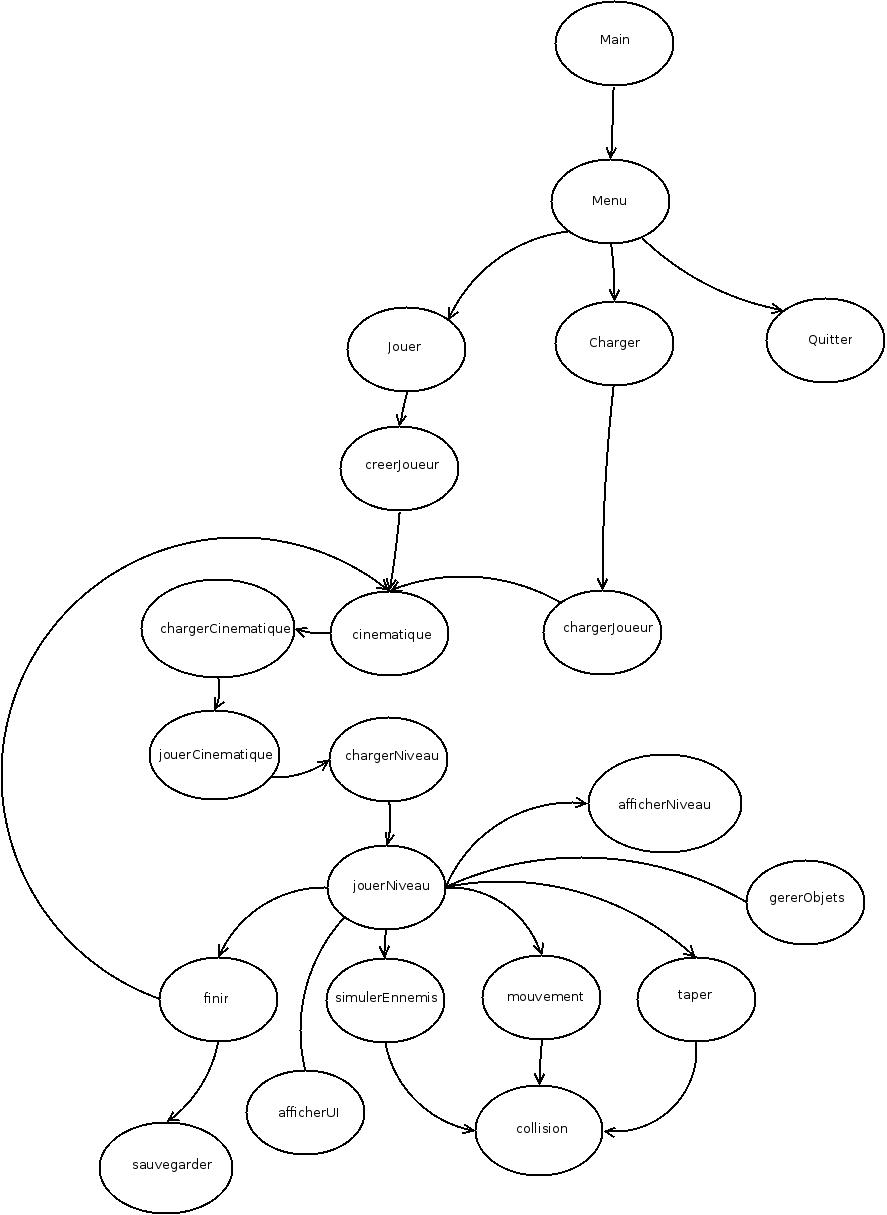 Main
Menu
Jouer
Charger
Quitter
creerJoueur
chargerCinematique
cinematique
chargerJoueur
jouerCinematique
chargerNiveau
afficherNiveau
jouerNiveau
gererObjets
finir
simulerEnnemis
mouvement
taper
afficherUI
collision
sauvegarder